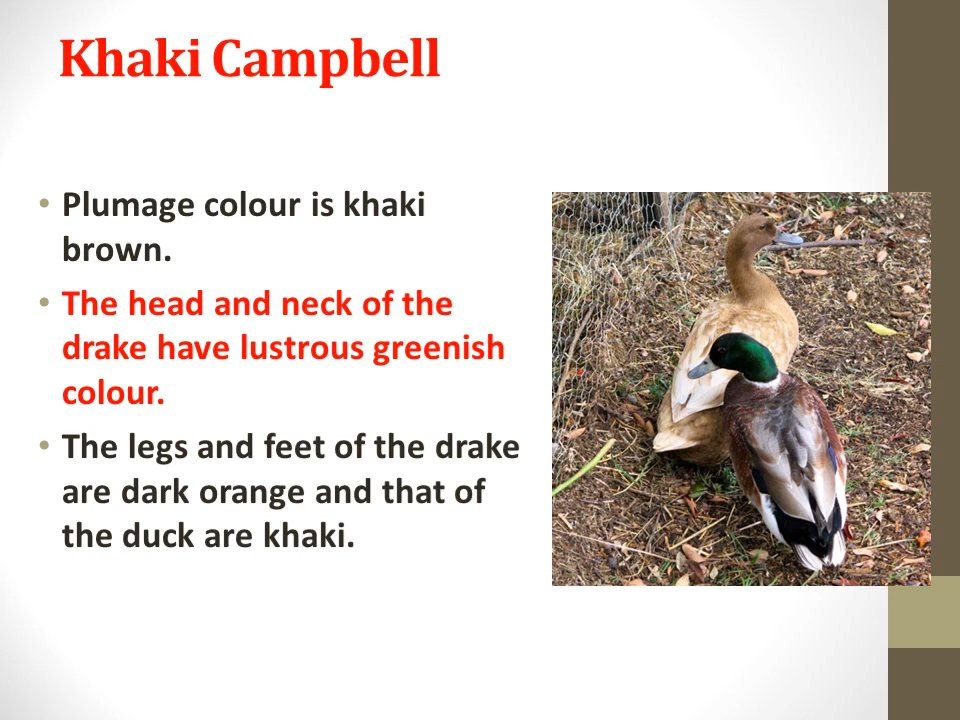 Khaki Campbell
• Plumage colour is khaki
brown.
• The head and neck of the
drake have lustrous greenish
colour.
• The legs and feet of the drake
are dark orange and that of
the duck are khaki.